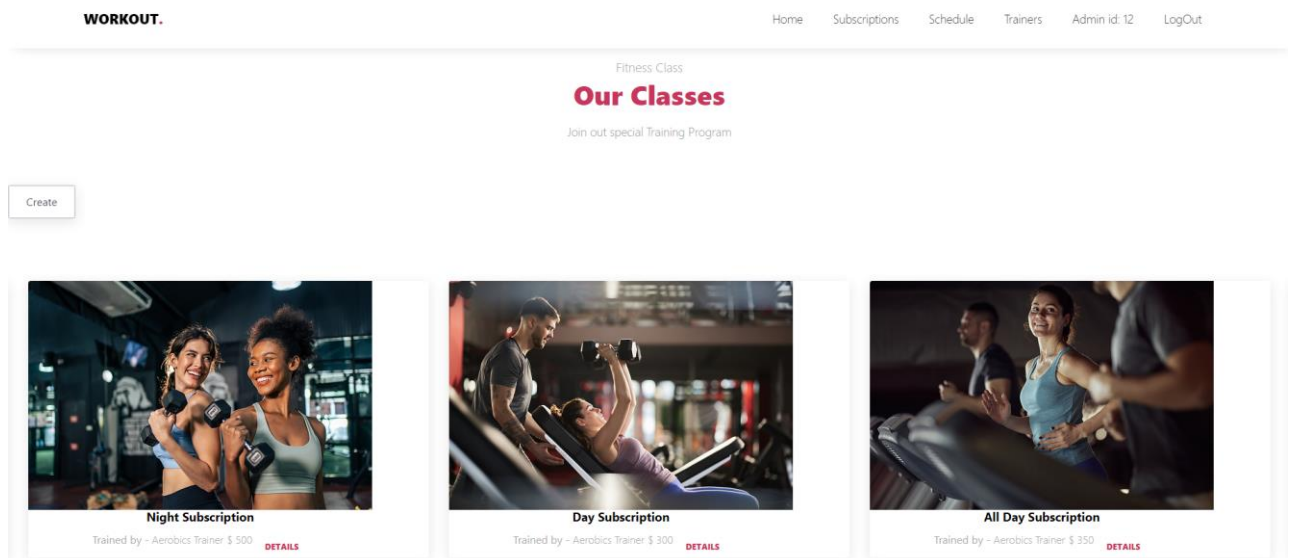 WORKOUT.
Home Subscriptions Schedule Trainers Admin id: 12 LogOut
Fitness Class
Our Classes
Join out special Training Program
Create
Night Subscription
Trained by - Aerobics Trainer $ 500 DETAILS
Day Subscription
Trained by - Aerobics Trainer $ 300 DETAILS
All Day Subscription
Trained by - Aerobics Trainer $ 350 DETAILS